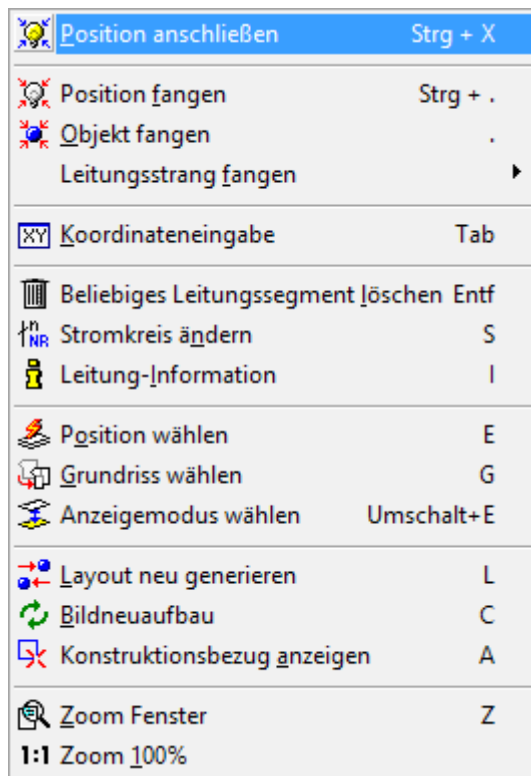 Position anschließen Strg + X
Position fangen Strg + .
Objekt fangen .
Leitungsstrang fangen
XY Koordinateneingabe Tab
Beliebiges Leitungssegment löschen Entf
n NR Stromkreis ändern S
Leitung-Information I
Position wählen E
Grundriss wählen G
Anzeigemodus wählen Umschalt+E
Layout neu generieren L
Bildneuaufbau C
Konstruktionsbezug anzeigen A
Zoom Fenster Z
1:1 Zoom 100%